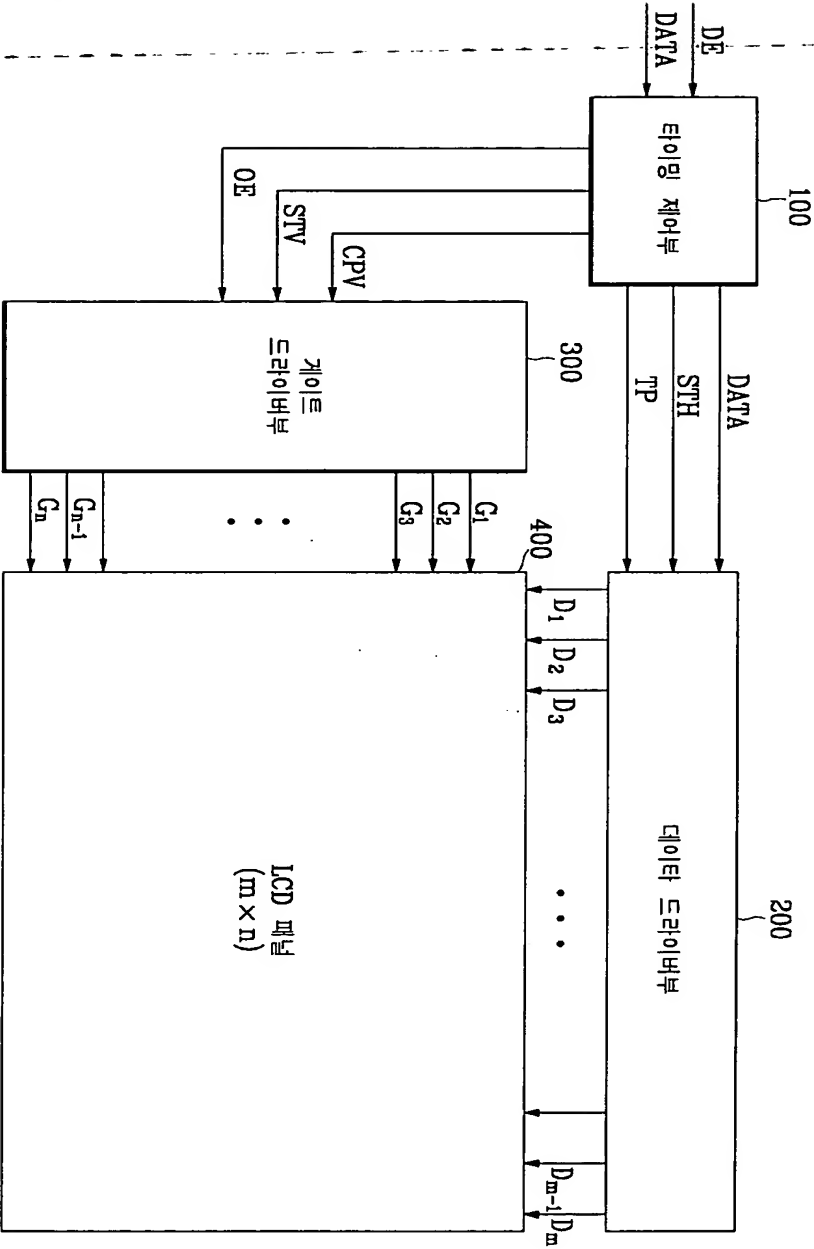 DE
DATA
100
타이밍 제어부
DATA
STH
TP
200
데이타 드라이버부
OE
STV
CPV
300
게이트
드라이버부
G1
G2
G3
• • •
Gn-1
Gn
400
D1
D2
D3
• • •
Dm-1
Dm
LCD 패널
(m×n)